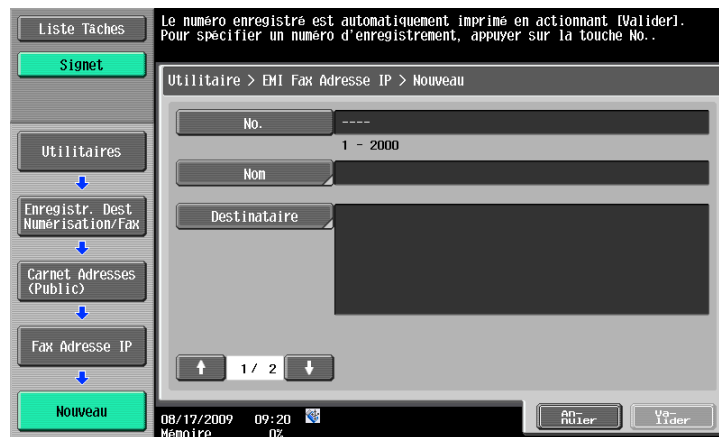 Liste Tâches
Le numéro enregistré est automatiquement imprimé en actionnant [Valider].
Pour spécifier un numéro d'enregistrement, appuyer sur la touche No..
Signet
Utilitaire > EMI Fax Adresse IP > Nouveau
No.
----
1 - 2000
Utilitaires
Nom
Enregistr. Dest
Numérisation/Fax
Destinataire
Carnet Adresses
(Public)
Fax Adresse IP
1/ 2
Nouveau
08/17/2009 09:20
An-
nuler
Va-
lider
Mémoire 0%